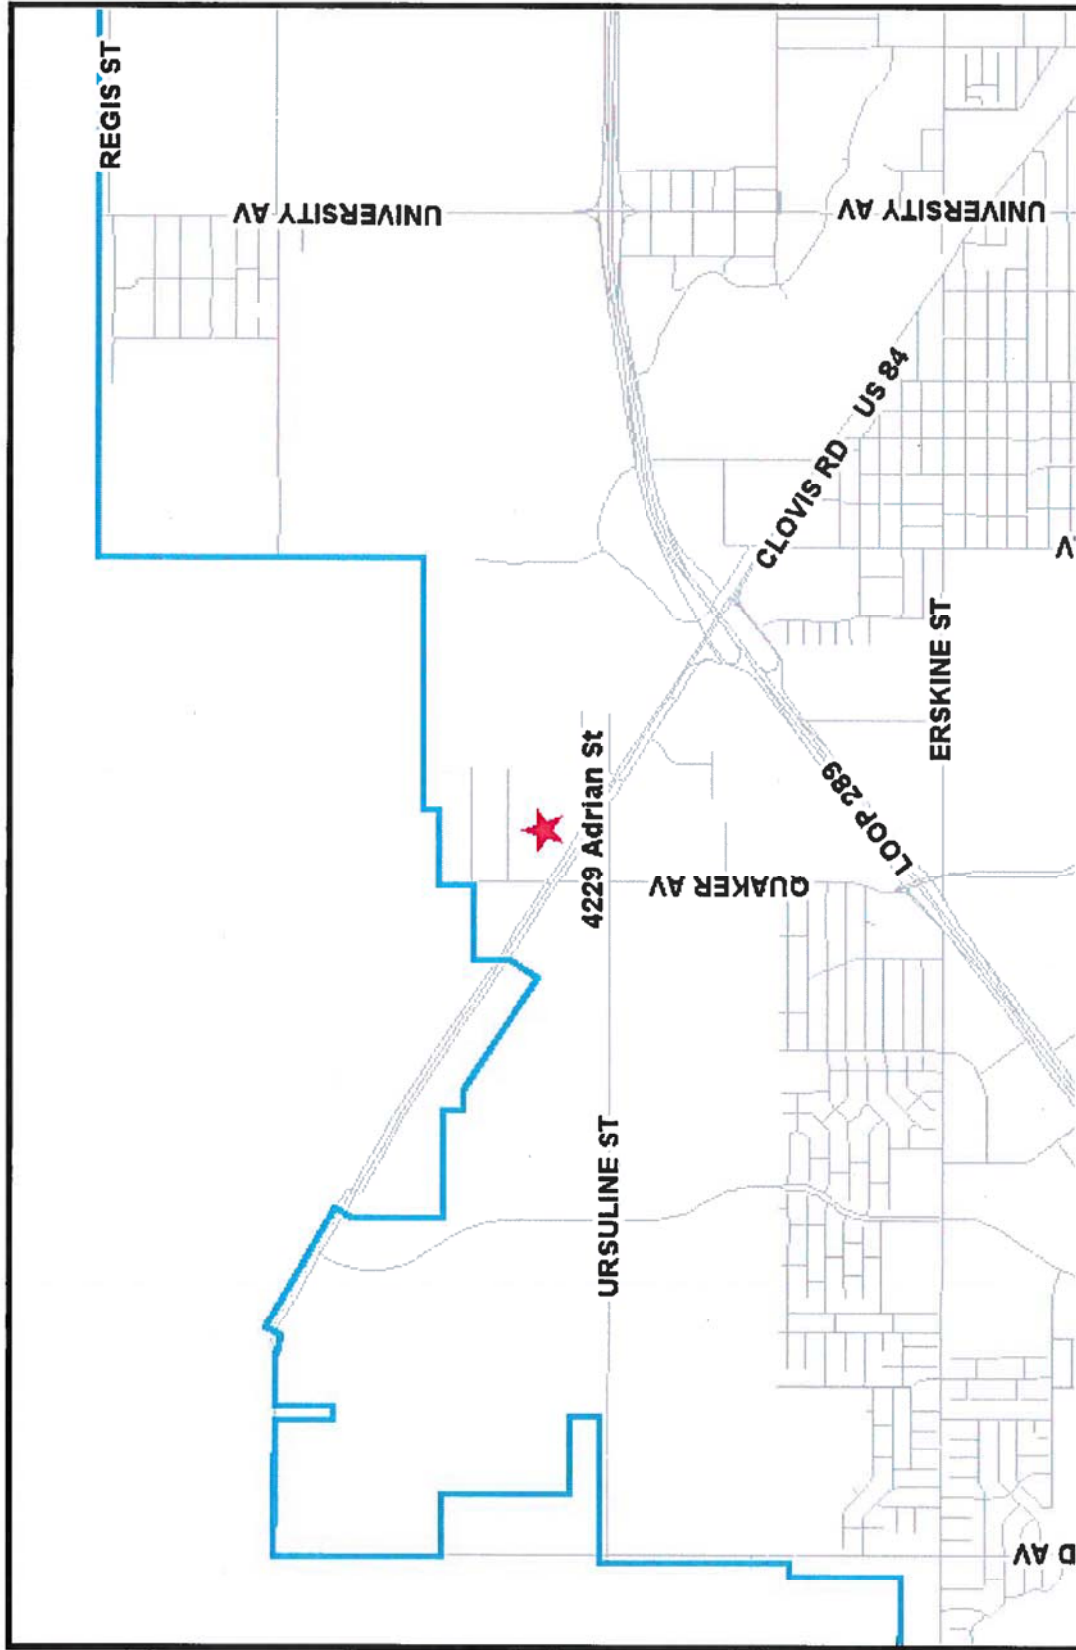 REGIS ST
UNIVERSITY AV
UNIVERSITY AV
CLOVIS RD US 84
4229 Adrian St
QUAKER AV
LOOP 289
ERSKINE ST
URSULINE ST
D AV
V